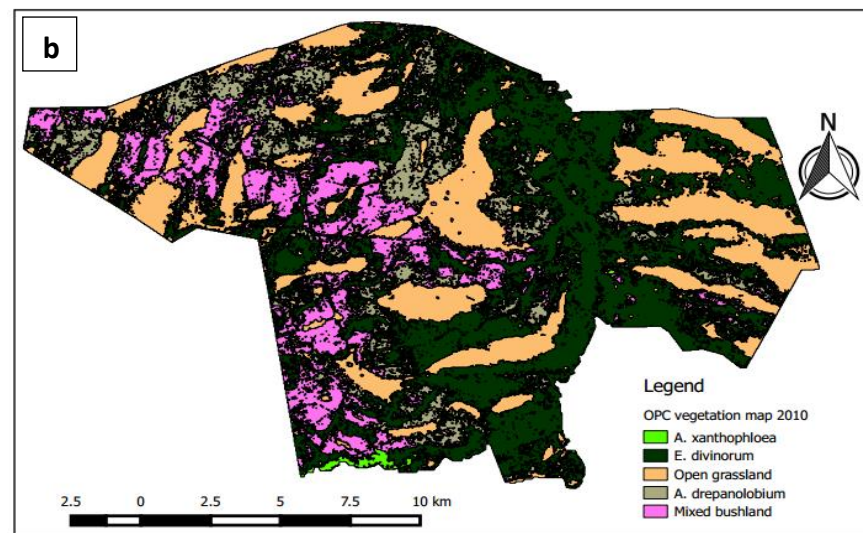 b
N
Legend
OPC vegetation map 2010
A. xanthophloea
E. divinorum
Open grassland
A. drepanolobium
Mixed bushland
2.5 0 2.5 5 7.5 10 km